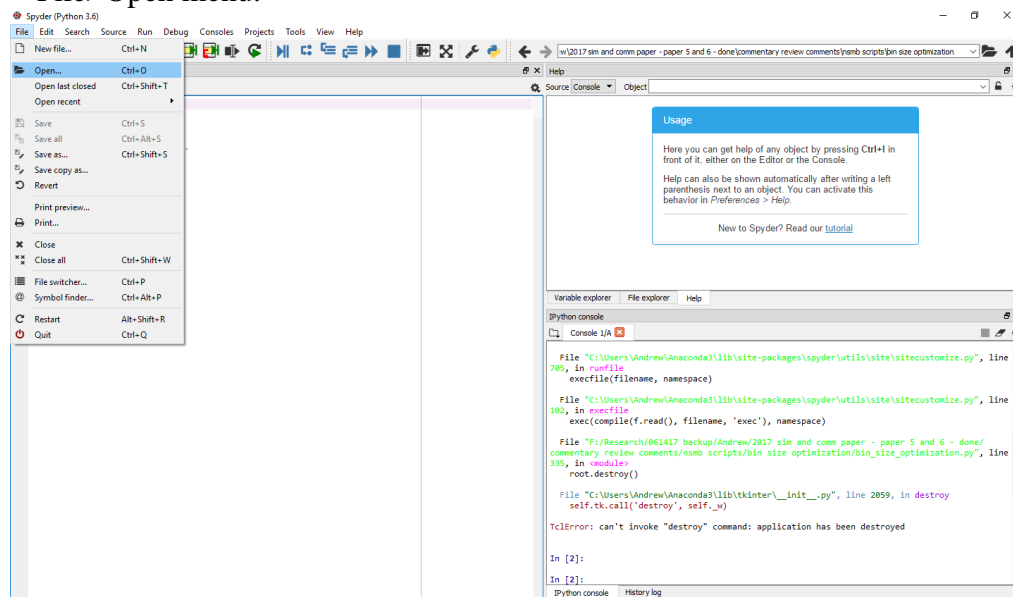 File/ Open menu.
Spyder (Python 3.6)
File Edit Search Source Run Debug Consoles Projects Tools View Help
New file... Ctrl+N
Open... Ctrl+O
Open last closed Ctrl+Shift+T
Open recent
Save Ctrl+S
Save all Ctrl+Alt+S
Save as... Ctrl+Shift+S
Save copy as...
Revert
Print preview...
Print...
Close
Close all Ctrl+Shift+W
File switcher... Ctrl+P
Symbol finder... Ctrl+Alt+P
Restart Alt+Shift+R
Quit Ctrl+Q
:w\2017 sim and comm paper - paper 5 and 6 - done\commentary review comments\nsmb scripts\bin size optimization
Help
Source Console Object
Usage
Here you can get help of any object by pressing Ctrl+I in
front of it, either on the Editor or the Console.
Help can also be shown automatically after writing a left
parenthesis next to an object. You can activate this
behavior in Preferences > Help.
New to Spyder? Read our tutorial
Variable explorer File explorer Help
IPython console
Console 1/A
File "C:\Users\Andrew\Anaconda3\lib\site-packages\spyder\utils\site\sitecustomize.py", line
705, in runfile
execfile(filename, namespace)
File "C:\Users\Andrew\Anaconda3\lib\site-packages\spyder\utils\site\sitecustomize.py", line
102, in execfile
exec(compile(f.read(), filename, 'exec'), namespace)
File "F:/Research/061417-backup/Andrew/2017 sim and comm paper - paper 5 and 6 - done/
commentary review comments/nsmb scripts/bin size optimization/bin_size_optimization.py", line
335, in <module>
root.destroy()
File "C:\Users\Andrew\Anaconda3\lib\tkinter\__init__.py", line 2059, in destroy
self.tk.call('destroy', self._w)
TclError: can't invoke "destroy" command: application has been destroyed
In [2]:
In [2]:
IPython console History log